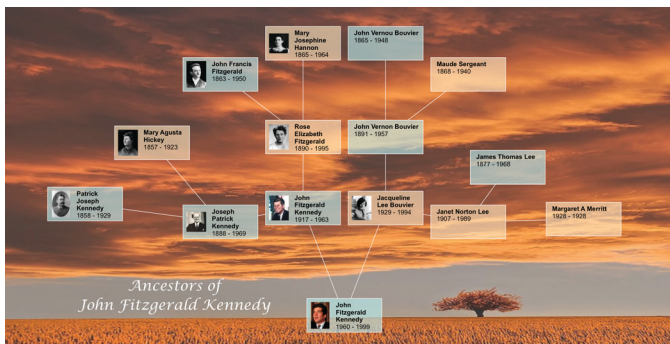 Mary
Josephine
Hannon
1865 - 1964
John Vernou Bouvier
1865 - 1948
John Francis
Fitzgerald
1863 - 1950
Maude Sergeant
1868 - 1940
Mary Agusta
Hickey
1857 - 1923
Rose
Elizabeth
Fitzgerald
1890 - 1995
John Vernon Bouvier
1891 - 1957
James Thomas Lee
1877 - 1968
Patrick
Joseph
Kennedy
1858 - 1929
Joseph
Patrick
Kennedy
1888 - 1969
John
Fitzgerald
Kennedy
1917 - 1963
Jacqueline
Lee Bouvier
1929 - 1994
Janet Norton Lee
1907 - 1989
Margaret A Merritt
1928 - 1928
Ancestors of
John Fitzgerald Kennedy
John
Fitzgerald
Kennedy
1960 - 1999